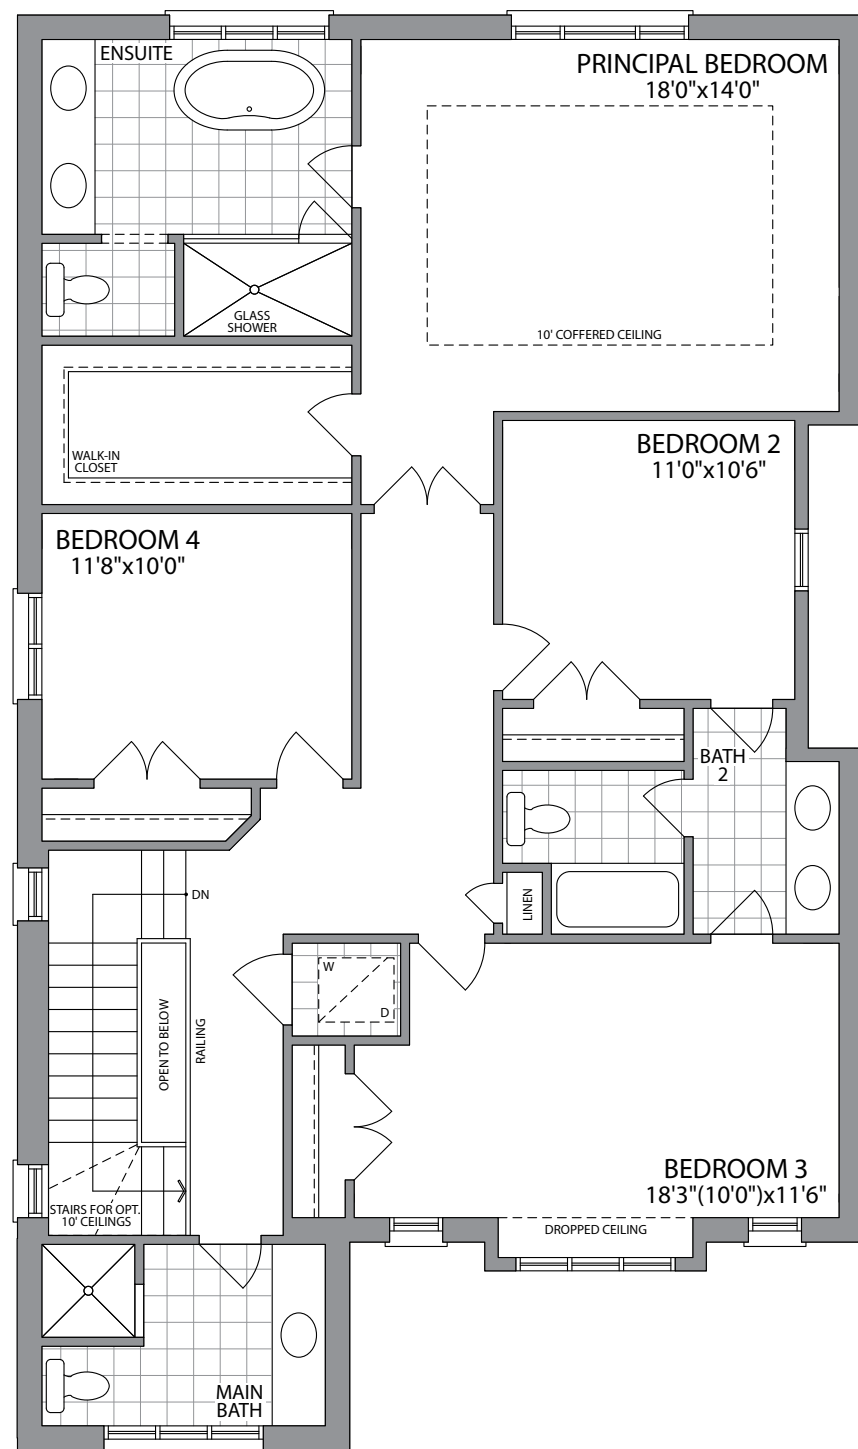 ENSUITE
PRINCIPAL BEDROOM
18'0"x14'0"
GLASS
SHOWER
10' COFFERED CEILING
WALK-IN
CLOSET
BEDROOM 2
11'0"x10'6"
BEDROOM 4
11'8"x10'0"
BATH
2
DN
LINEN
W
D
OPEN TO BELOW
RAILING
BEDROOM 3
18'3"(10'0")x11'6"
STAIRS FOR OPT.
10' CEILINGS
DROPPED CEILING
MAIN
BATH